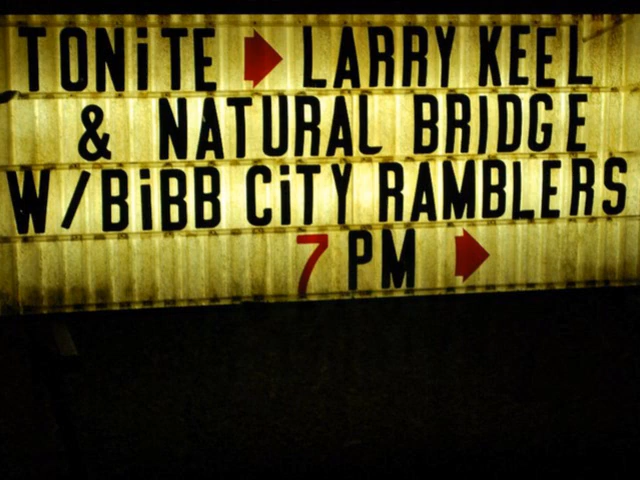 TONiTE LARRY KEEL
& NATURAL BRIDGE
W/BiBB CiTY RAMBLERS
7 PM